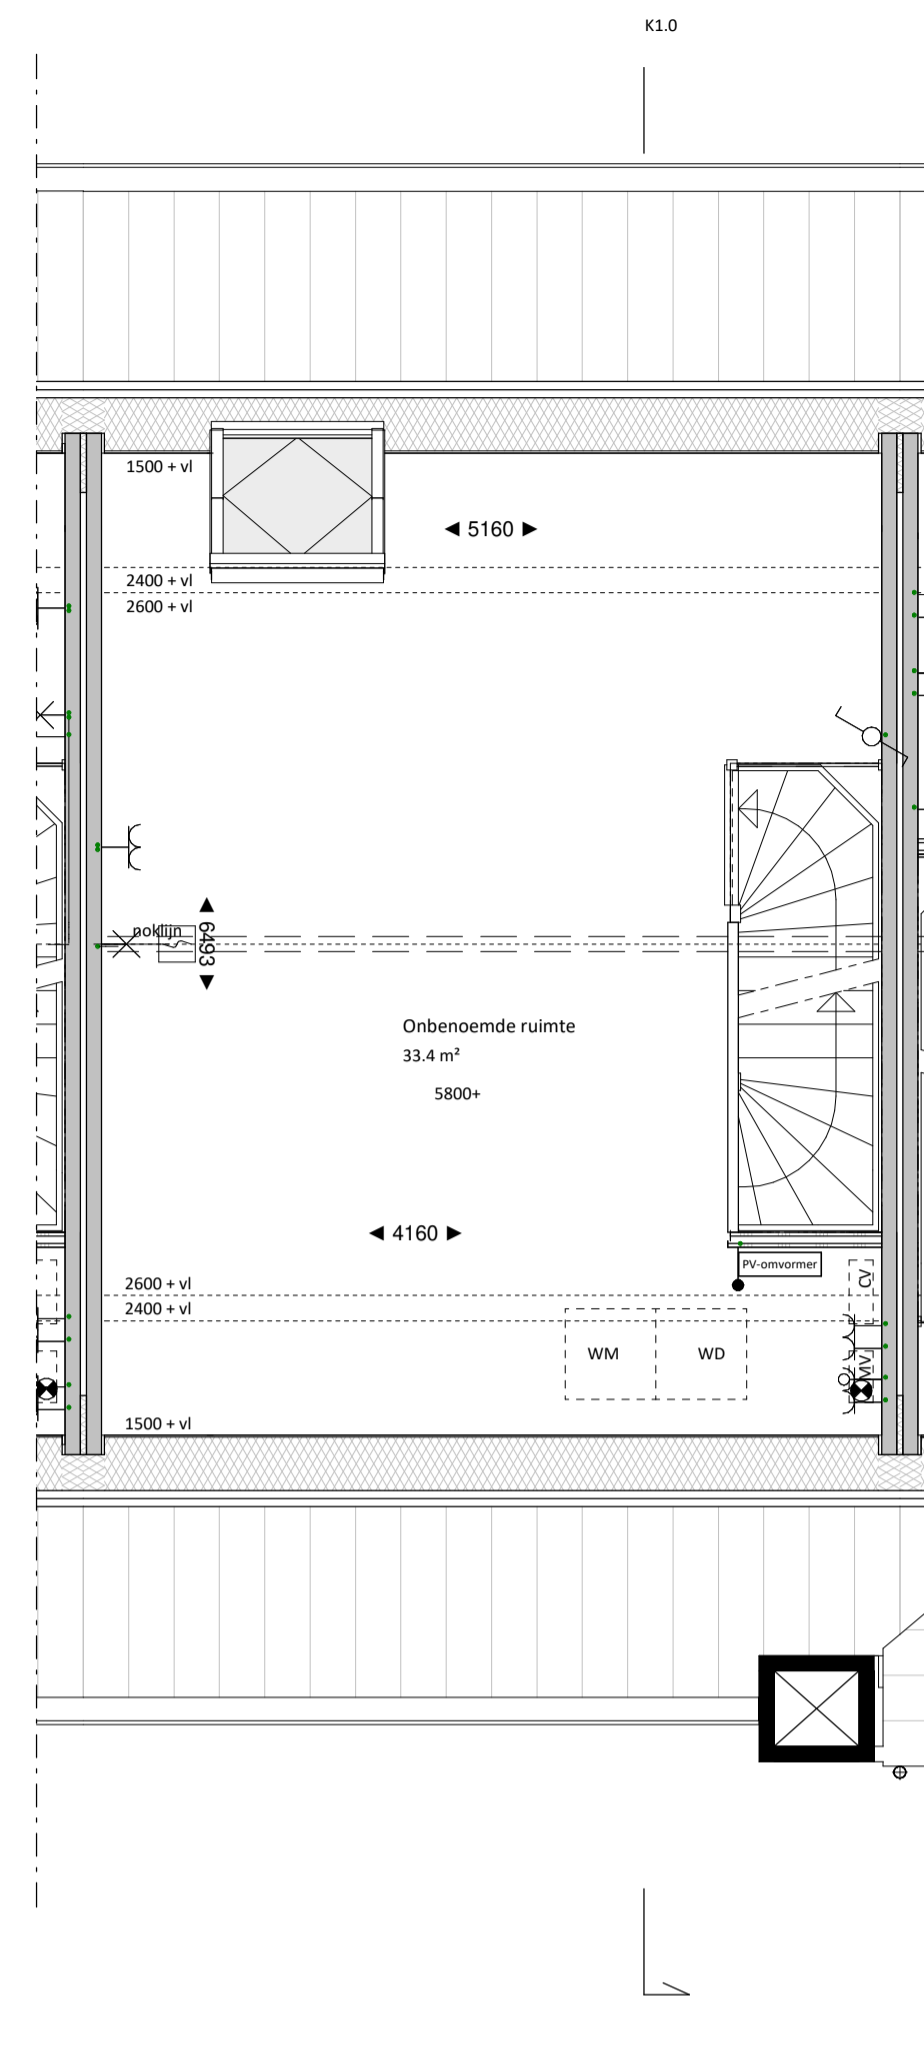 K1.0
1500 + vl
5160
2400 + vl
2600 + vl
noklijn
6493
Onbenoemde ruimte
33.4 m²
5800+
4160
PV-omvormer
2600 + vl
CV
2400 + vl
WM
WD
MV
1500 + vl